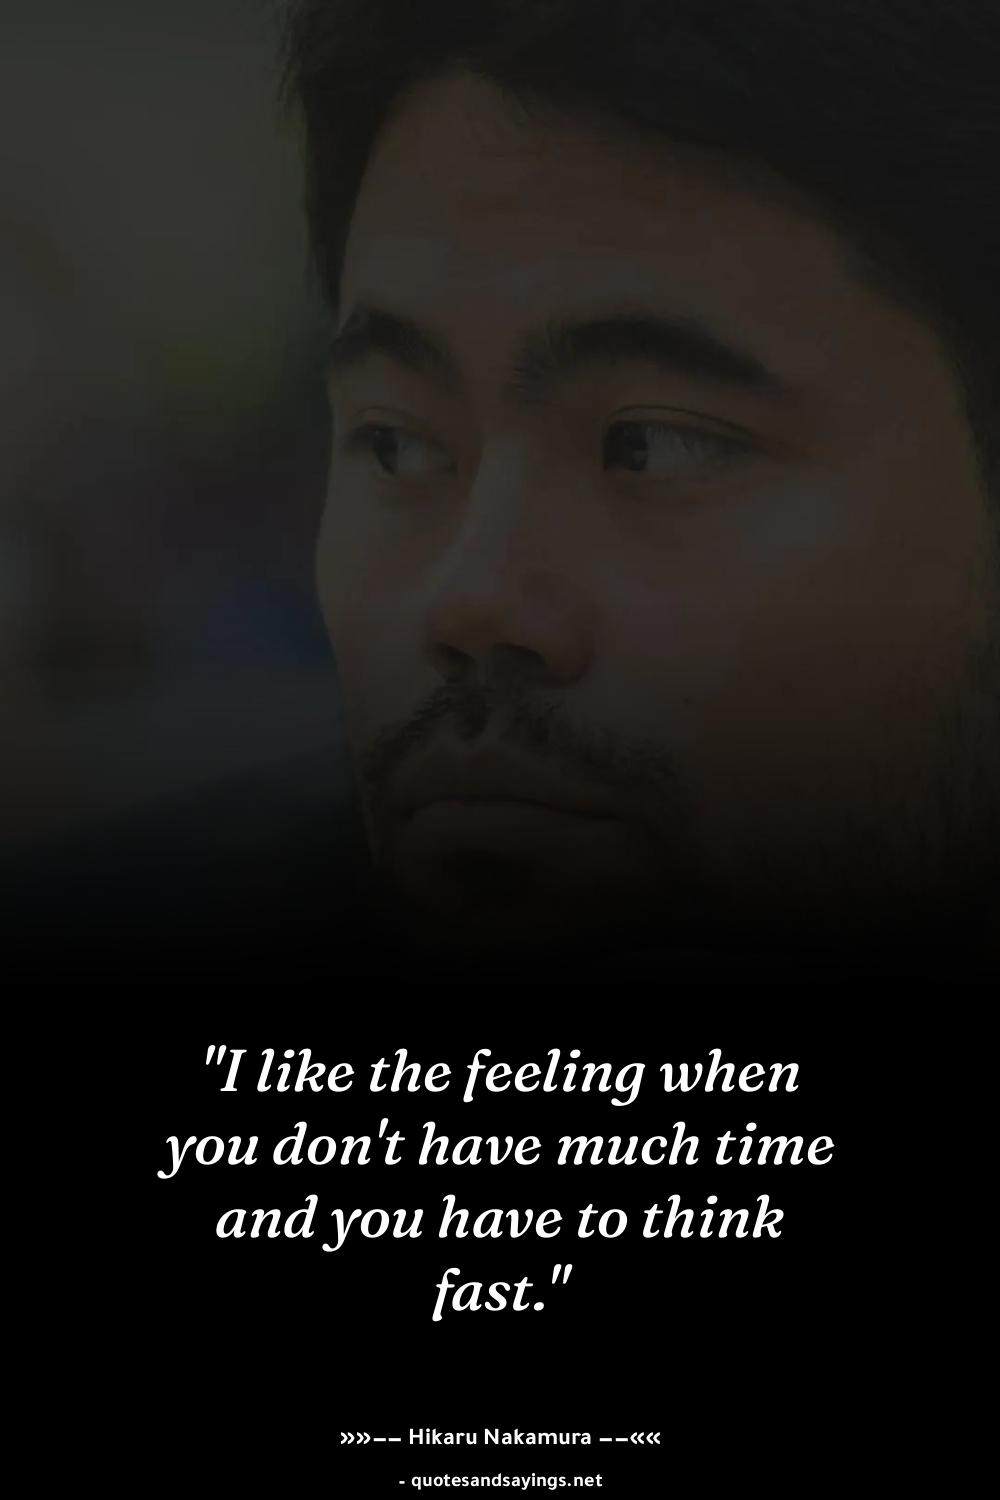 "I like the feeling when
you don't have much time
and you have to think
fast."
»»–– Hikaru Nakamura ––««
- quotesandsayings.net